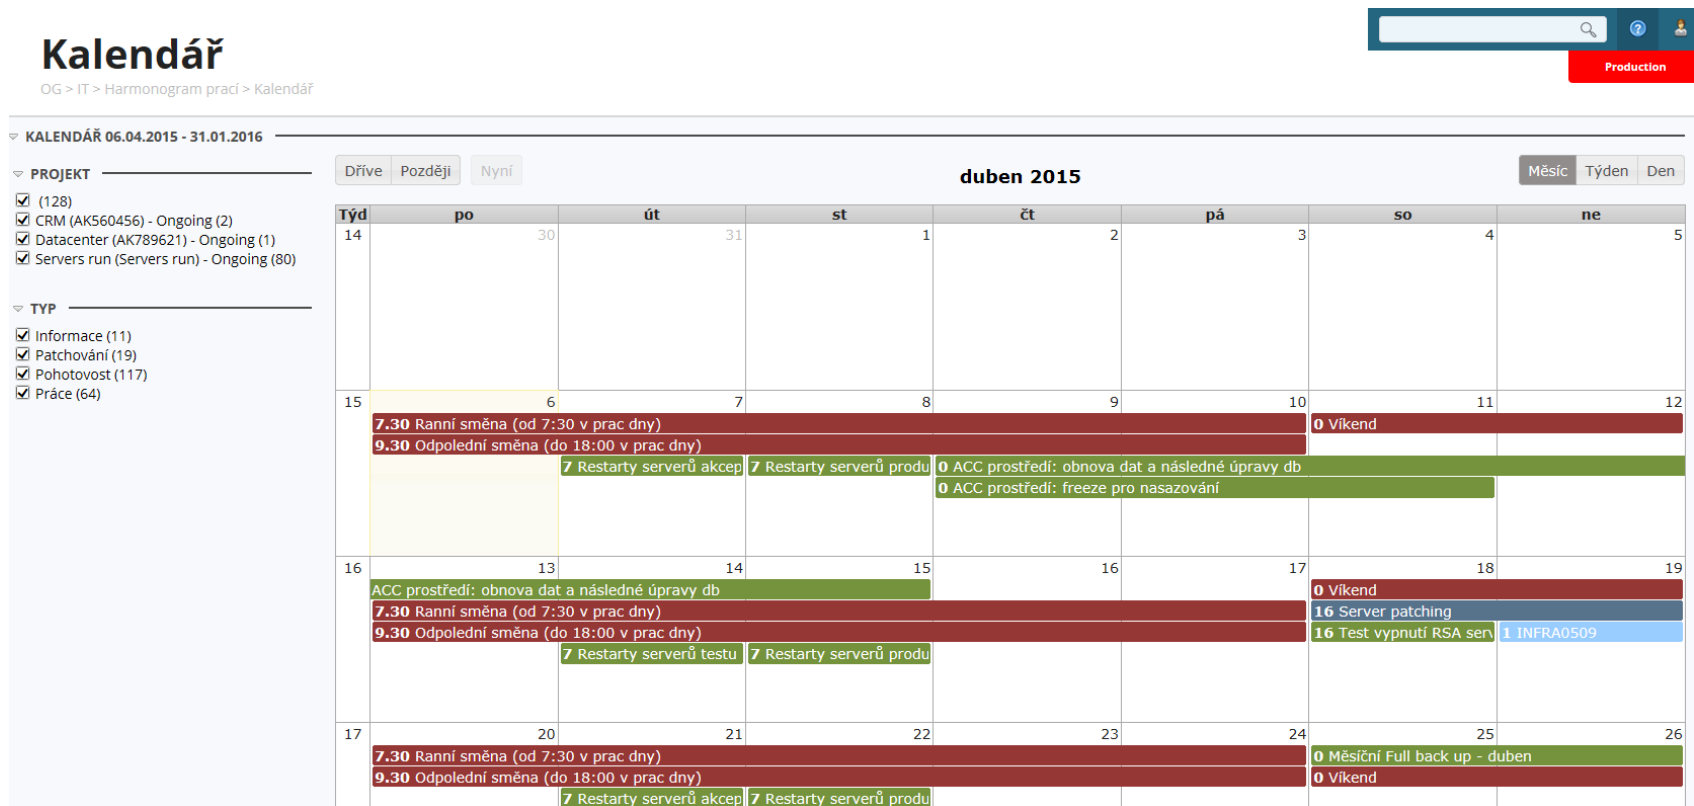 Kalendář
OG > IT > Harmonogram prací > Kalendář
Production
KALENDÁŘ 06.04.2015 - 31.01.2016
PROJEKT
(128)
CRM (AK560456) - Ongoing (2)
Datacenter (AK789621) - Ongoing (1)
Servers run (Servers run) - Ongoing (80)
TYP
Informace (11)
Patchování (19)
Pohotovost (117)
Práce (64)
Dříve Později Nyní
duben 2015
Měsíc Týden Den
Týd po út st čt pá so ne
14 30 31 1 2 3 4 5
15 6 7 8 9 10 11 12
7.30 Ranní směna (od 7:30 v prac dny) 0 Víkend
9.30 Odpolední směna (do 18:00 v prac dny)
7 Restarty serverů akcep 7 Restarty serverů produ 0 ACC prostředí: obnova dat a následné úpravy db
0 ACC prostředí: freeze pro nasazování
16 13 14 15 16 17 18 19
ACC prostředí: obnova dat a následné úpravy db 0 Víkend
7.30 Ranní směna (od 7:30 v prac dny) 16 Server patching
9.30 Odpolední směna (do 18:00 v prac dny) 16 Test vypnutí RSA serv 1 INFRA0509
7 Restarty serverů testu 7 Restarty serverů produ
17 20 21 22 23 24 25 26
7.30 Ranní směna (od 7:30 v prac dny) 0 Měsíční Full back up - duben
9.30 Odpolední směna (do 18:00 v prac dny) 0 Víkend
7 Restarty serverů akcep 7 Restarty serverů produ